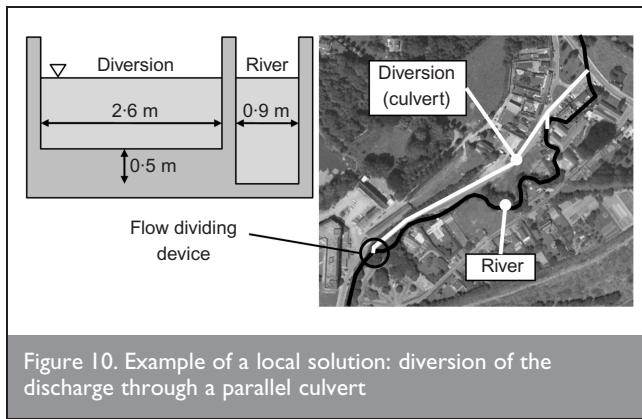 Diversion
River
2·6 m
0·9 m
0·5 m
Flow dividing
device
Diversion
(culvert)
River
Figure 10. Example of a local solution: diversion of the
discharge through a parallel culvert